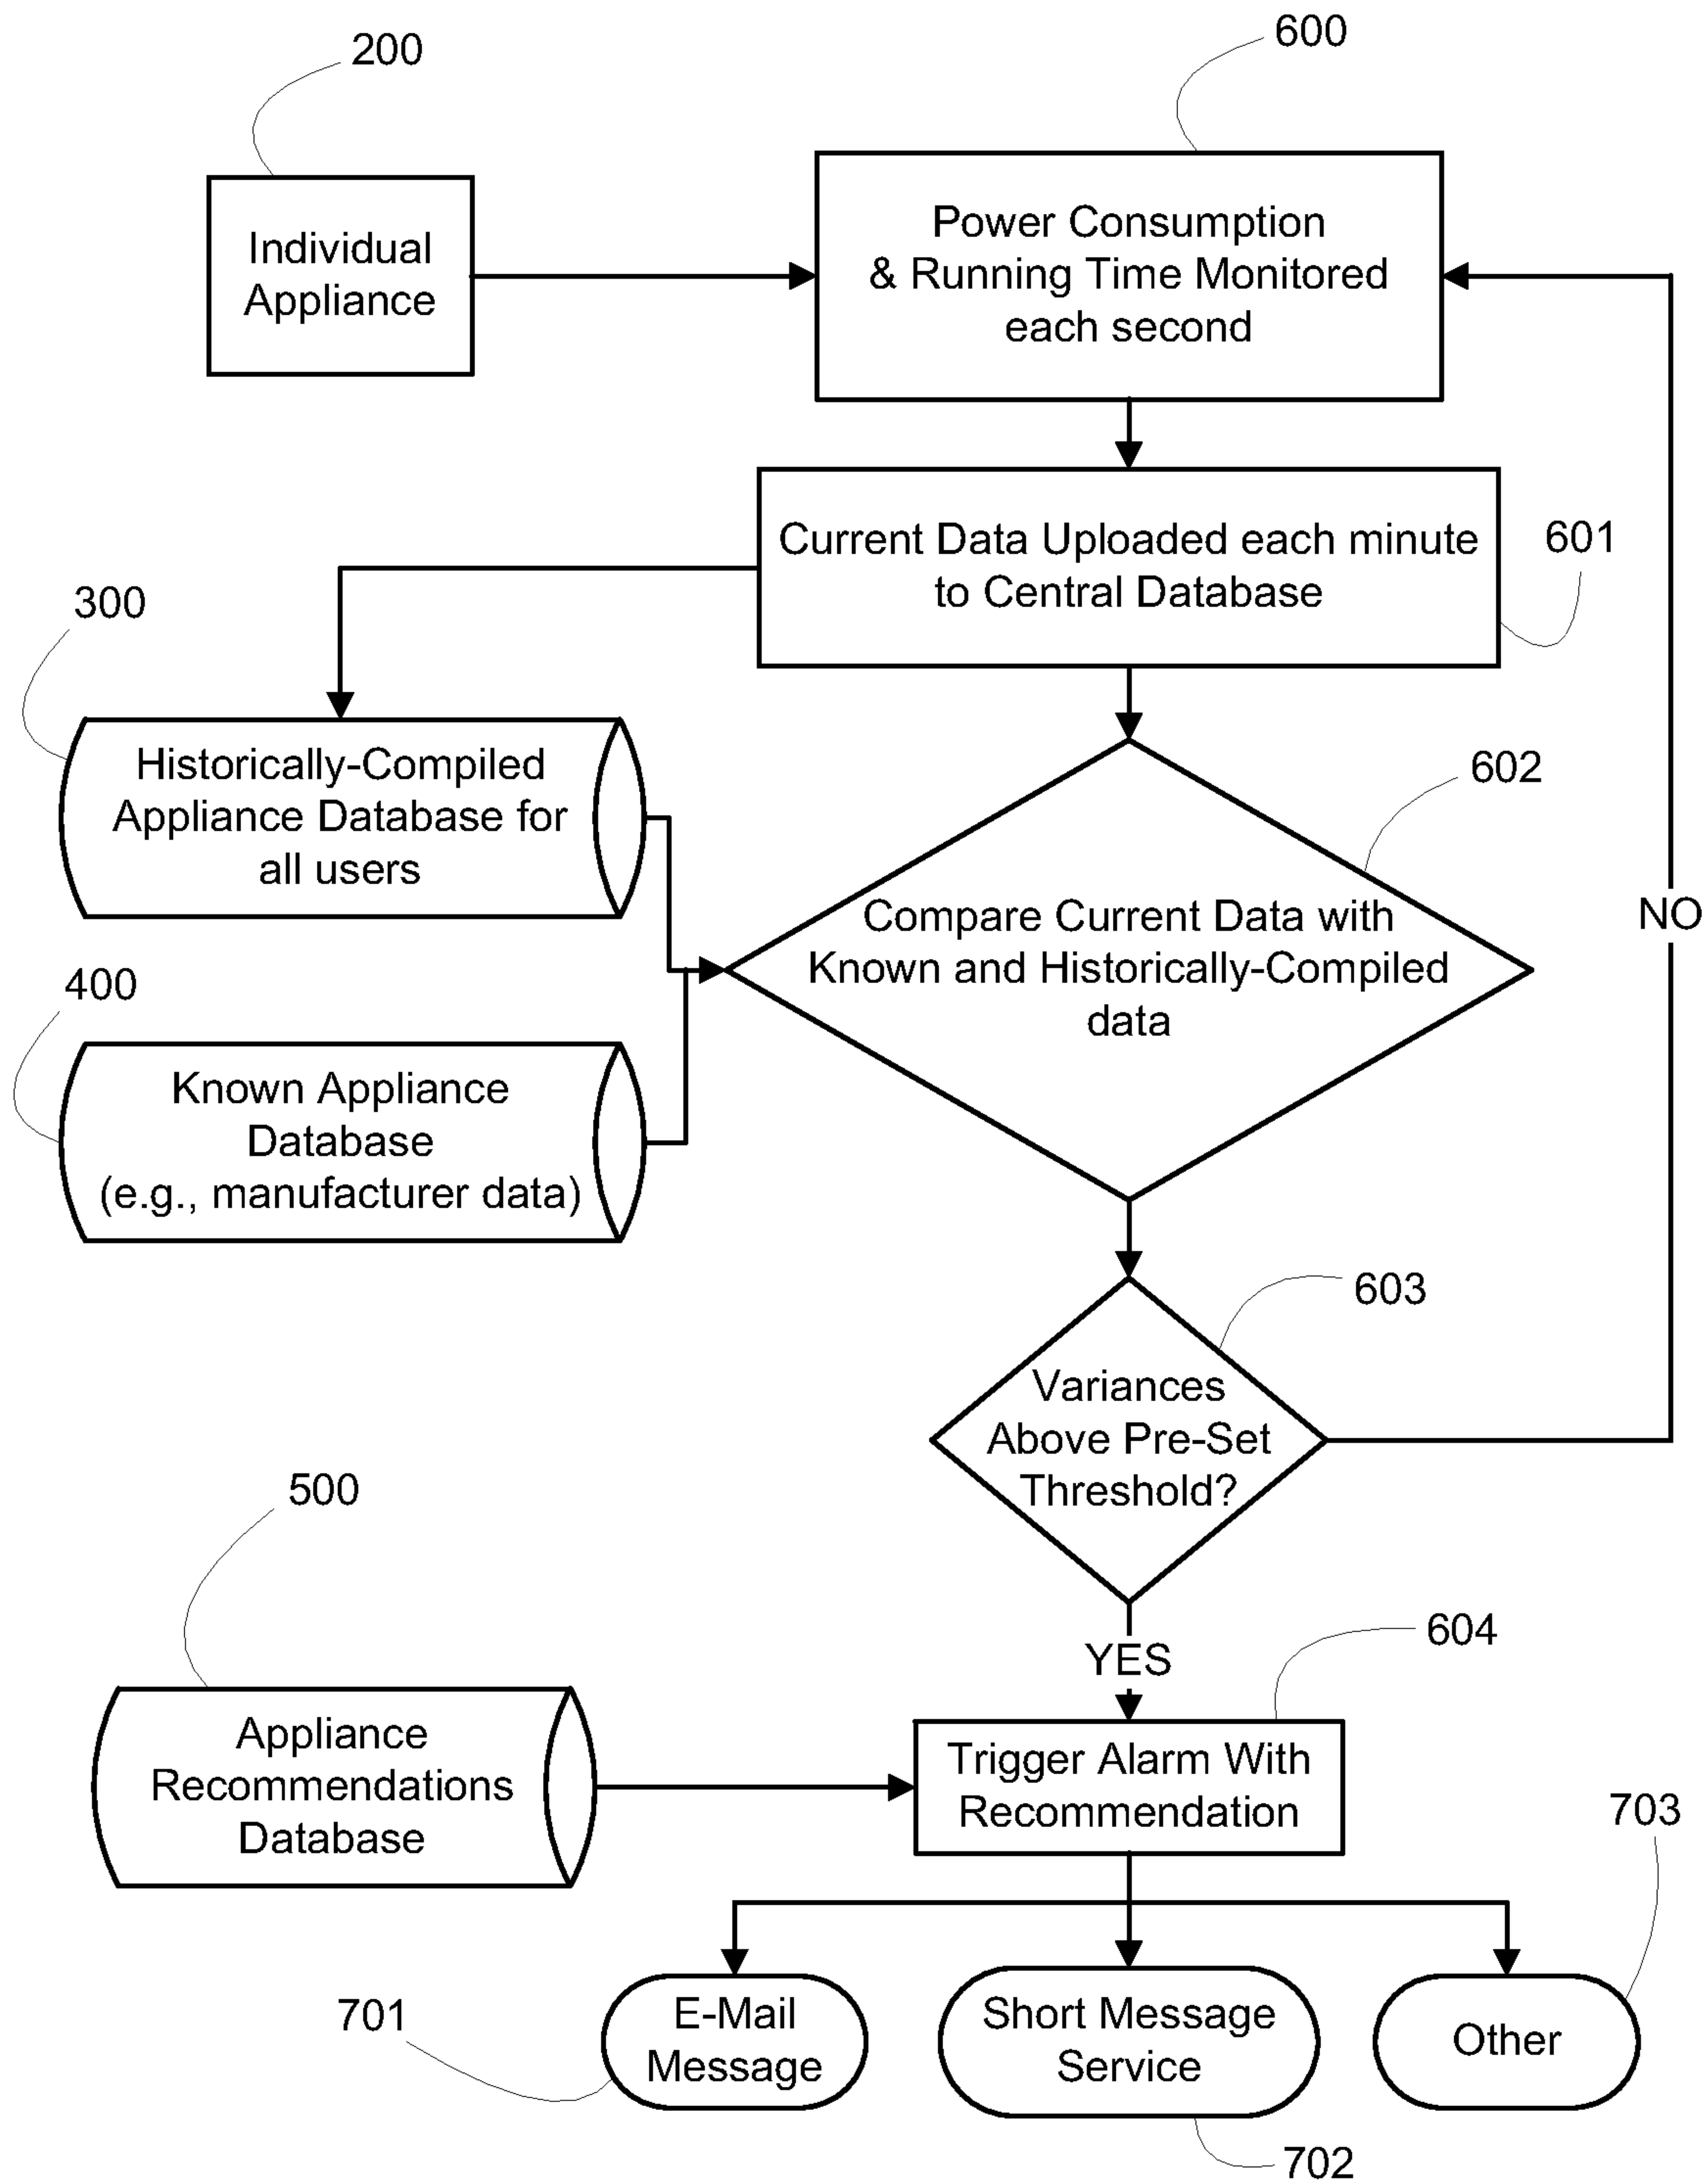 200
600
Individual
Appliance
Power Consumption
& Running Time Monitored
each second
Current Data Uploaded each minute
to Central Database
601
300
Historically-Compiled
Appliance Database for
all users
602
Compare Current Data with
Known and Historically-Compiled
data
NO
400
Known Appliance
Database
(e.g., manufacturer data)
603
Variances
Above Pre-Set
Threshold?
500
YES
604
Appliance
Recommendations
Database
Trigger Alarm With
Recommendation
703
701
E-Mail
Message
Short Message
Service
Other
702